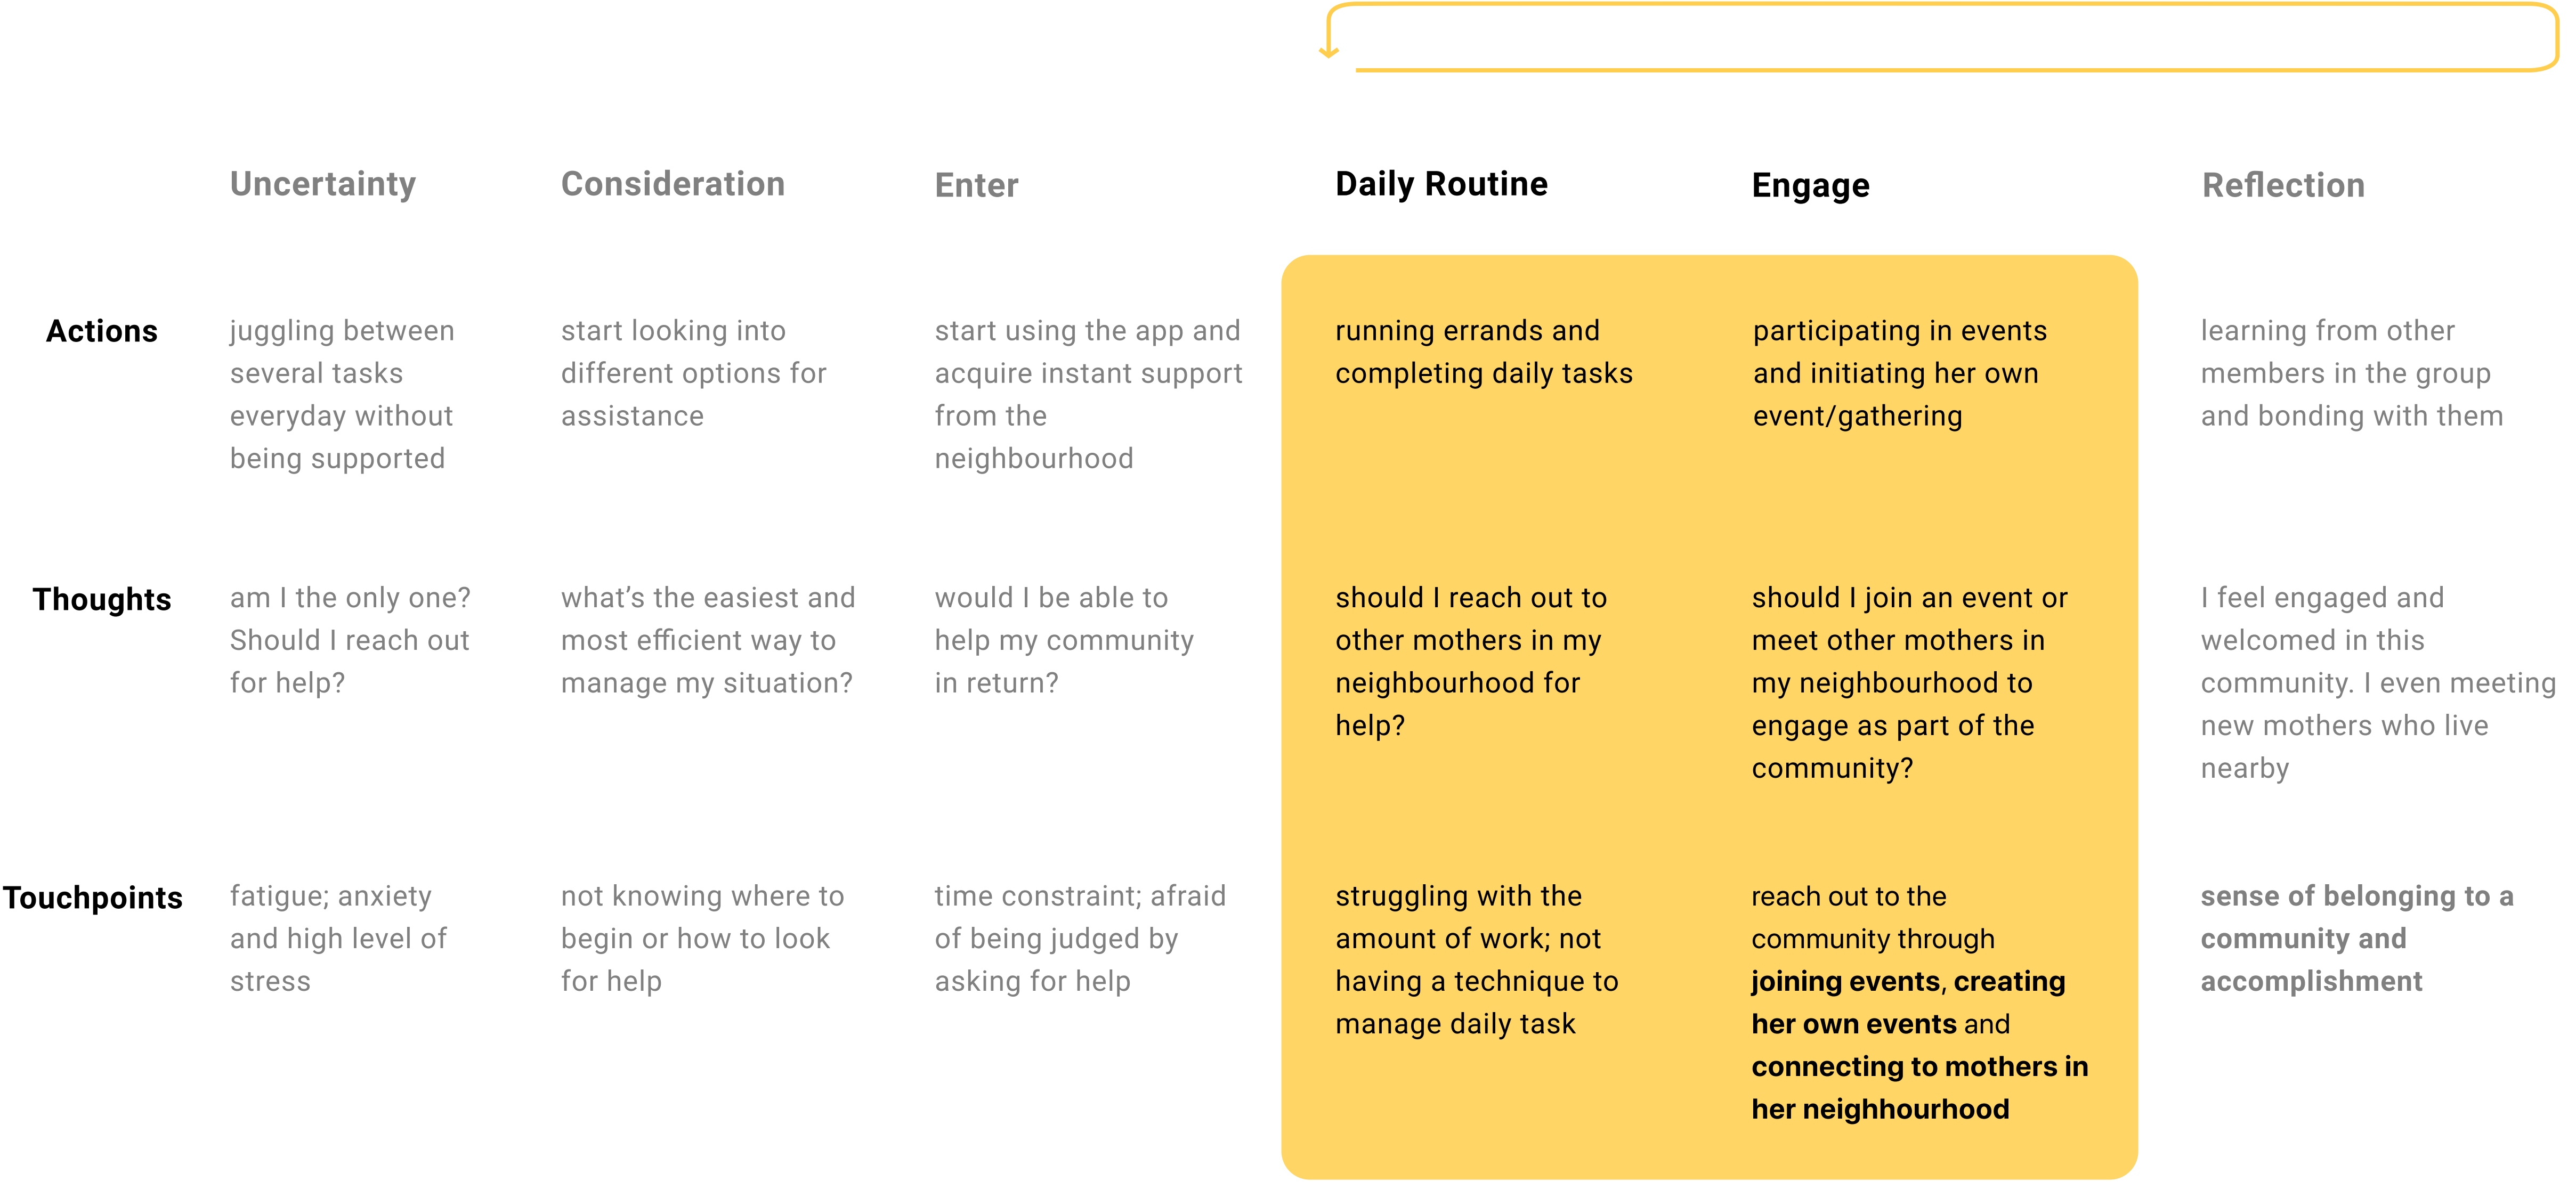 Uncertainty
Consideration
Enter
Daily Routine
Engage
Reflection
Actions
juggling between
several tasks
everyday without
being supported
start looking into
different options for
assistance
start using the app and
acquire instant support
from the
neighbourhood
running errands and
completing daily tasks
participating in events
and initiating her own
event/gathering
learning from other
members in the group
and bonding with them
Thoughts
am I the only one?
Should I reach out
for help?
what's the easiest and
most efficient way to
manage my situation?
would I be able to
help my community
in return?
should I reach out to
other mothers in my
neighbourhood for
help?
should I join an event or
meet other mothers in
my neighbourhood to
engage as part of the
community?
I feel engaged and
welcomed in this
community. I even meeting
new mothers who live
nearby
Touchpoints
fatigue; anxiety
and high level of
stress
not knowing where to
begin or how to look
for help
time constraint; afraid
of being judged by
asking for help
struggling with the
amount of work; not
having a technique to
manage daily task
reach out to the
community through
joining events, creating
her own events and
connecting to mothers in
her neighhourhood
sense of belonging to a
community and
accomplishment